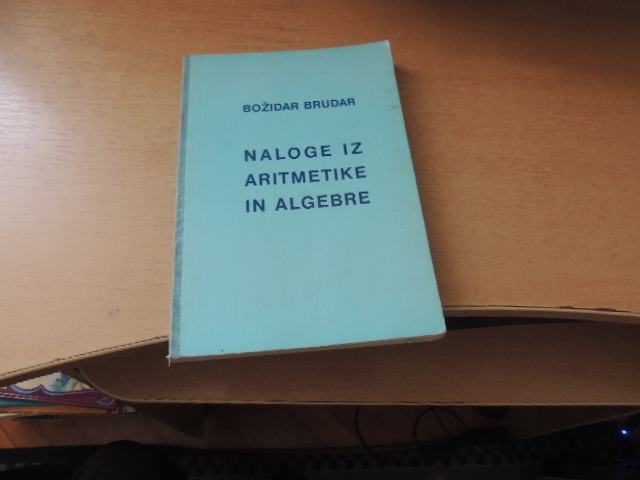 BOŽIDAR BRUDAR
NALOGE IZ
ARITMETIKE
IN ALGEBRE